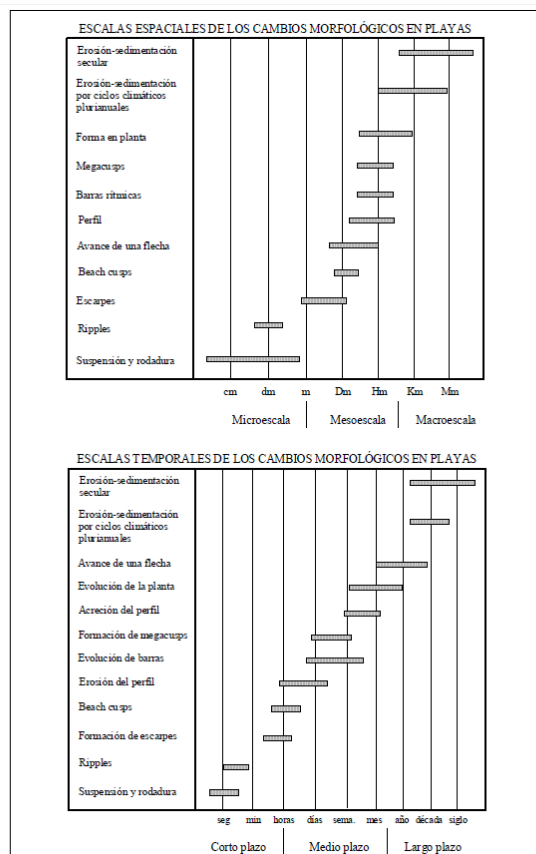 ESCALAS ESPACIALES DE LOS CAMBIOS MORFOLÓGICOS EN PLAYAS
Erosión-sedimentación
secular
Erosión-sedimentación
por ciclos climáticos
plurianuales
Forma en planta
Megacusps
Barras rítmicas
Perfil
Avance de una flecha
Beach cusps
Escarpes
Ripples
Suspensión y rodadura
cm dm m Dm Hm Km Mm
Microescala Mesoescala Macroescala
ESCALAS TEMPORALES DE LOS CAMBIOS MORFOLÓGICOS EN PLAYAS
Erosión-sedimentación
secular
Erosión-sedimentación
por ciclos climáticos
plurianuales
Avance de una flecha
Evolución de la planta
Acreción del perfil
Formación de megacusps
Evolución de barras
Erosión del perfil
Beach cusps
Formación de escarpes
Ripples
Suspensión y rodadura
seg min horas días sema. mes año década siglo
Corto plazo Medio plazo Largo plazo